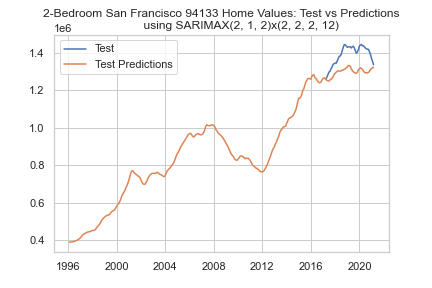 2-Bedroom San Francisco 94133 Home Values: Test vs Predictions
using SARIMAX(2, 1, 2)x(2, 2, 2, 12)
1e6
Test
Test Predictions
1.4
1.2
1.0
0.8
0.6
0.4
1996 2000 2004 2008 2012 2016 2020